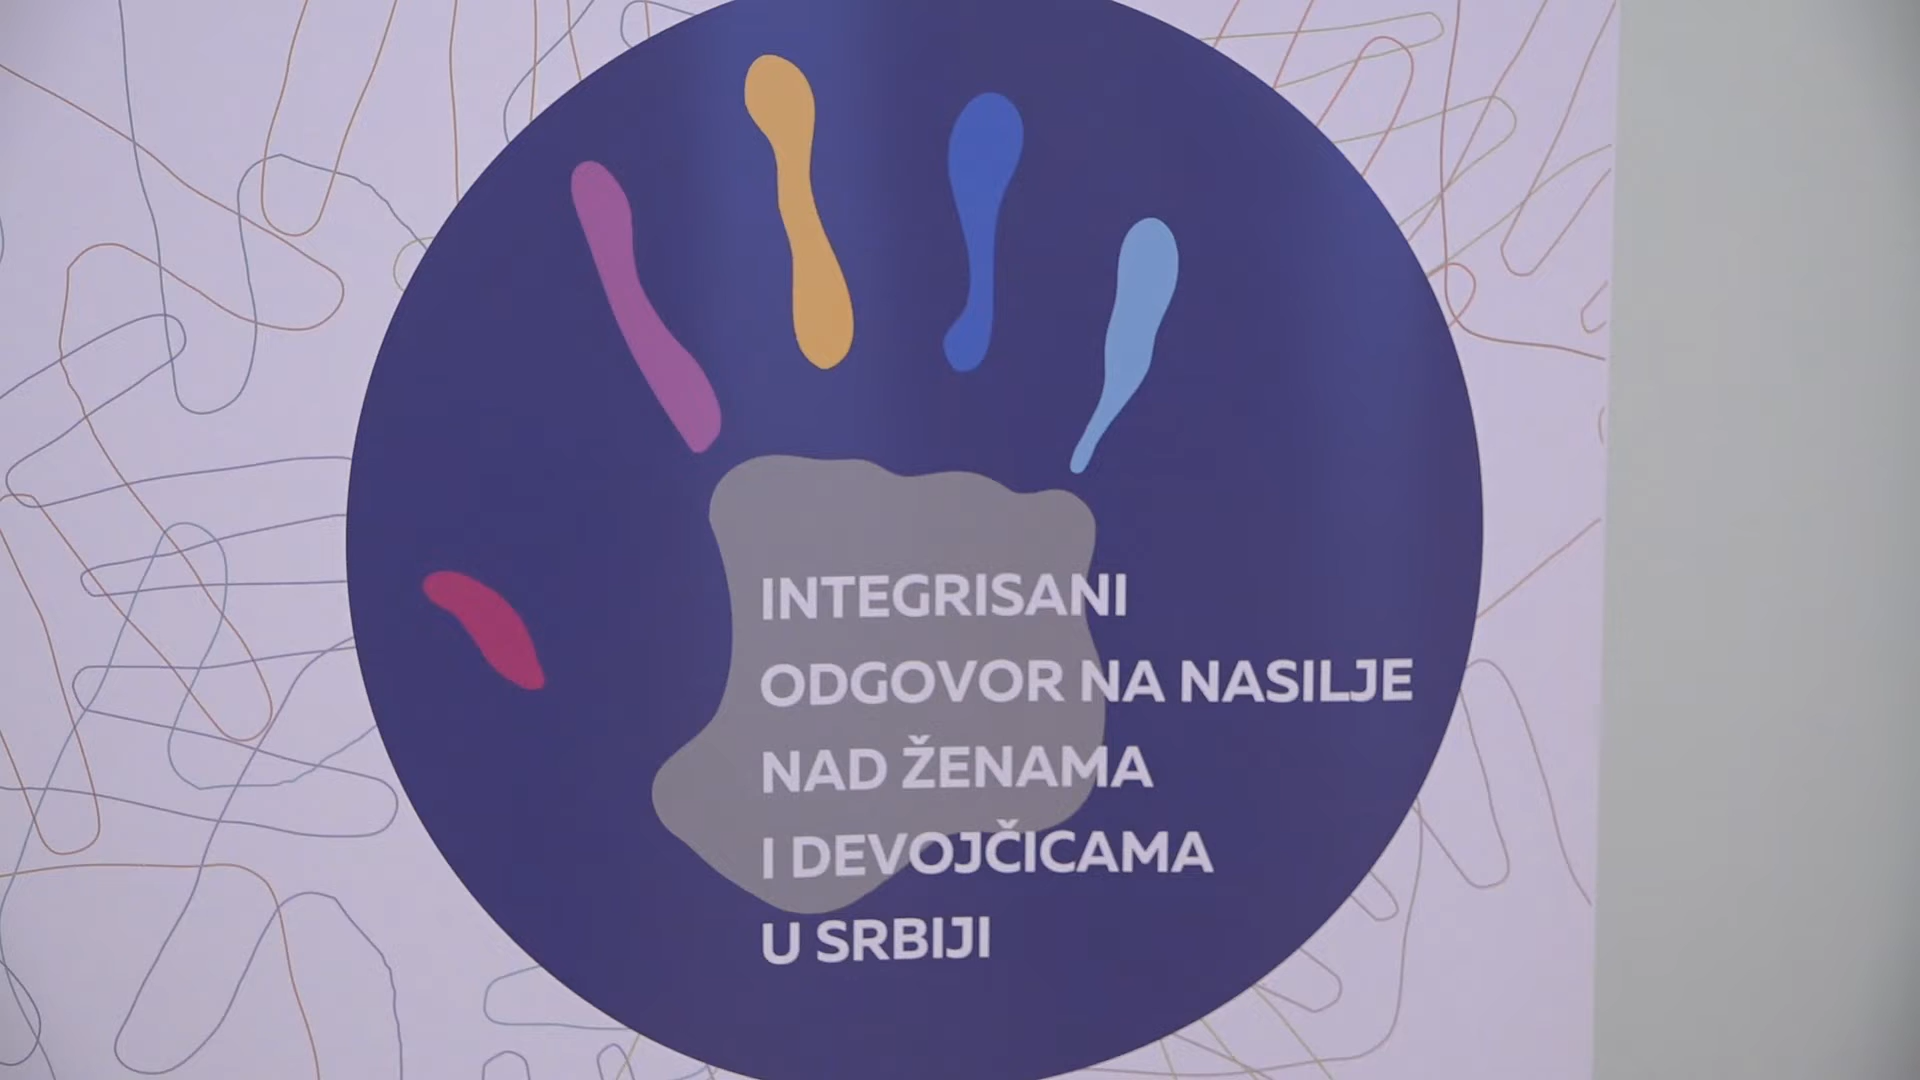 INTEGRISANI
ODGOVOR NA NASILJE
NAD ŽENAMA
I DEVOJČICAMA
U SRBIJI